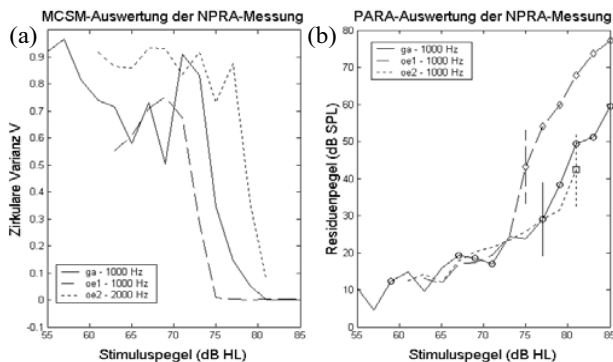 MCSM-Auswertung der NPRA-Messung
(a)
Zirkulare Varianz V
1
0.9
0.8
0.7
0.6
0.5
0.4
0.3
0.2
0.1
0
-0.1
ga - 1000 Hz
oe1 - 1000 Hz
oe2 - 2000 Hz
55 60 65 70 75 80 85
Stimuluspegel (dB HL)
PARA-Auswertung der NPRA-Messung
(b)
Residuenpegel (dB SPL)
80
70
60
50
40
30
20
10
0
ga - 1000 Hz
oe1 - 1000 Hz
oe2 - 1000 Hz
55 60 65 70 75 80 85
Stimuluspegel (dB HL)